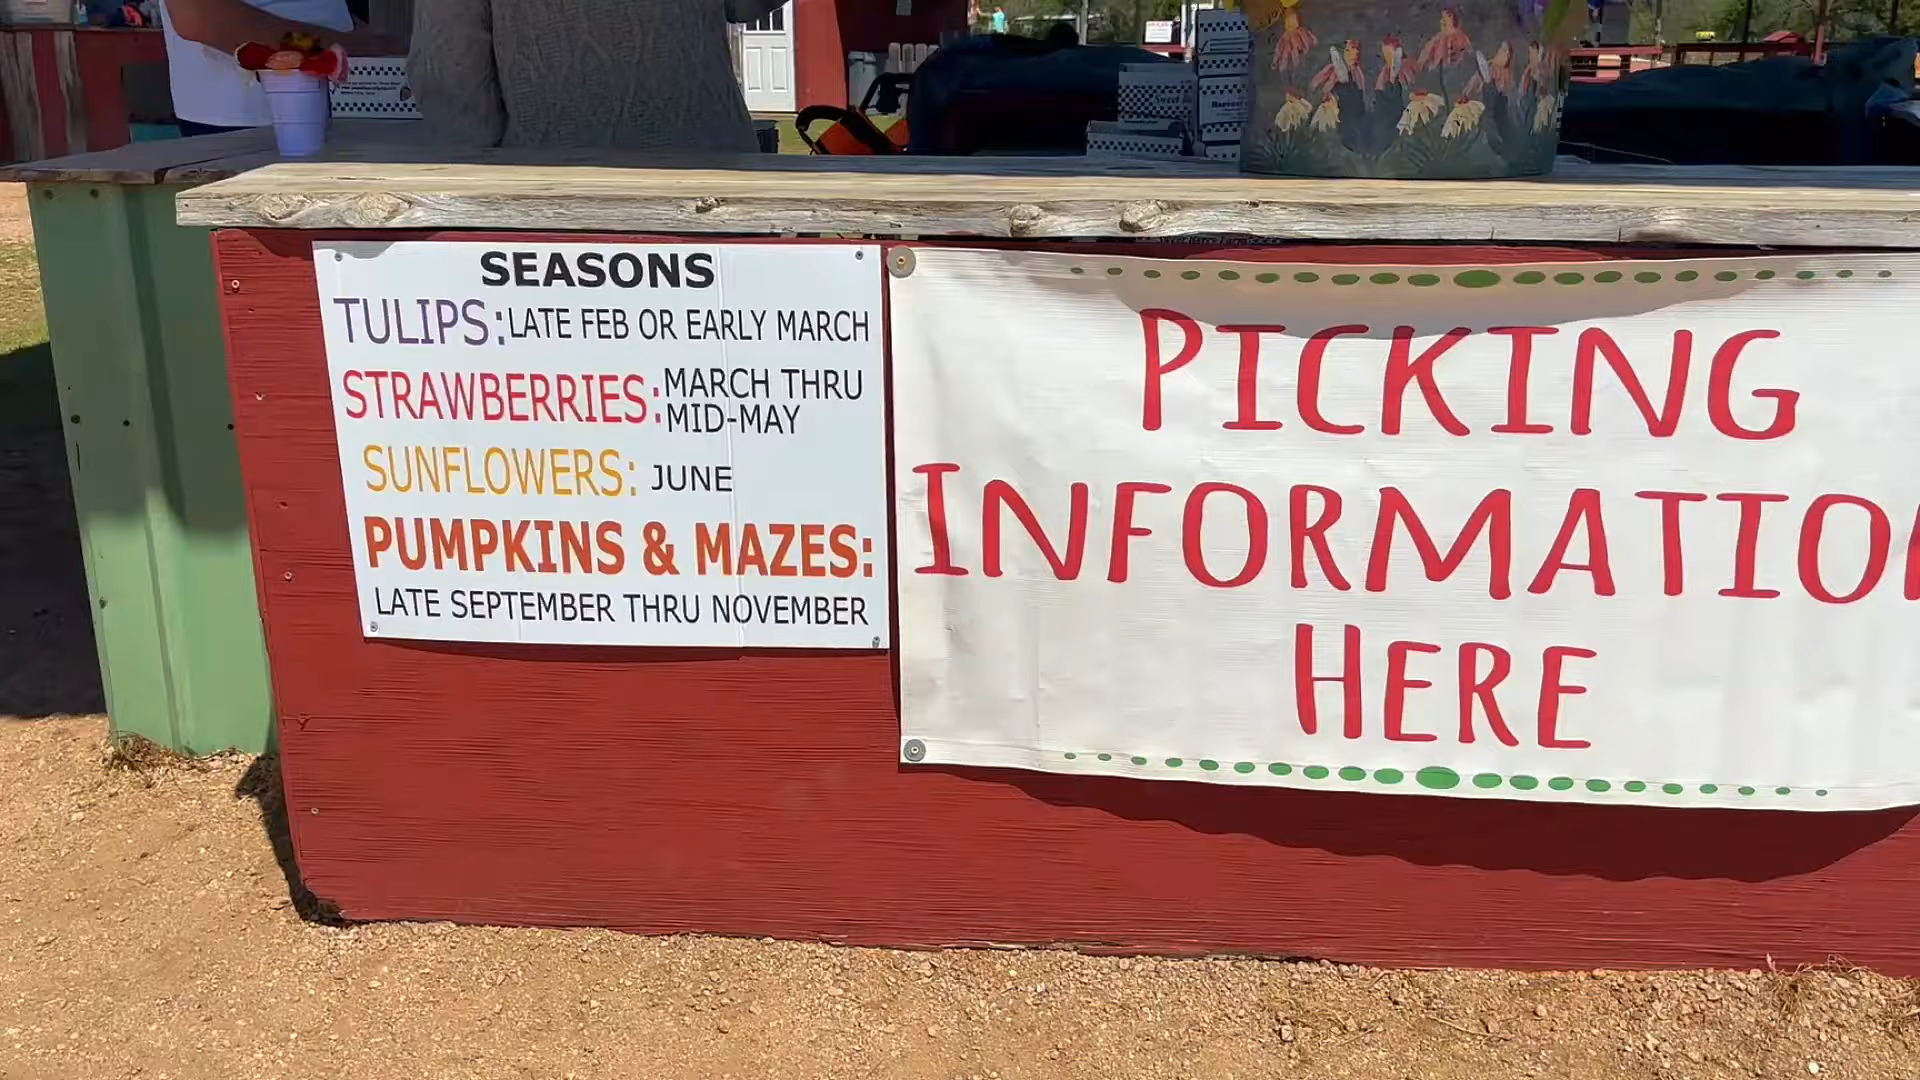 SEASONS
TULIPS: LATE FEB OR EARLY MARCH
STRAWBERRIES: MARCH THRU
MID-MAY
SUNFLOWERS: JUNE
PUMPKINS & MAZES:
LATE SEPTEMBER THRU NOVEMBER
PICKING
INFORMATION
HERE